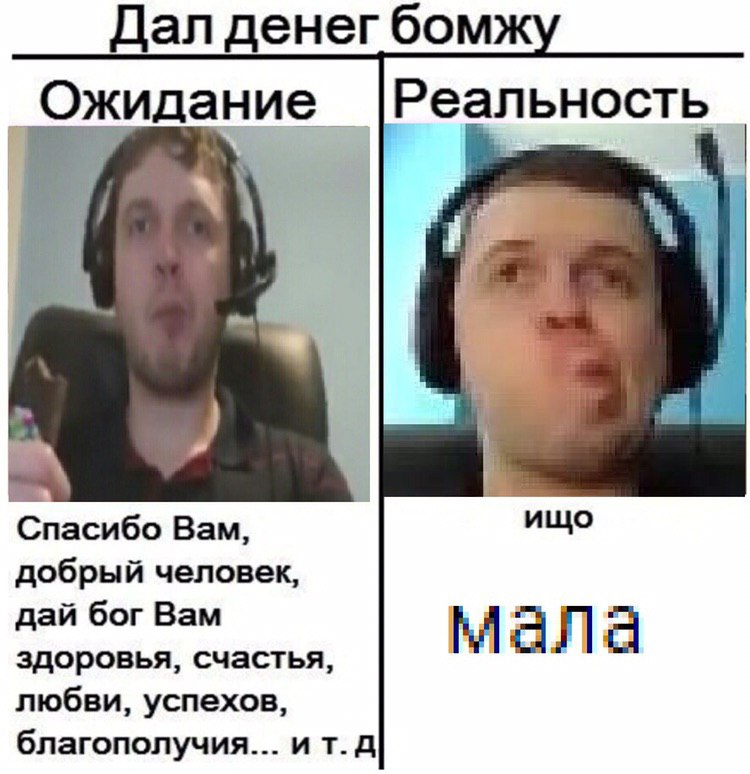 Дал денег бомжу
Ожидание
Реальность
Спасибо Вам,
добрый человек,
дай бог Вам
здоровья, счастья,
любви, успехов,
благополучия... и т. д
ищо
мала